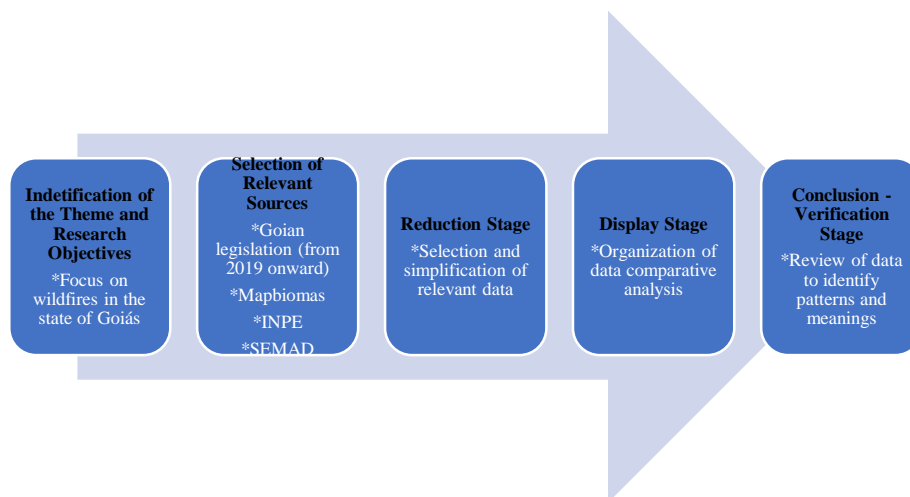 Indetification of
the Theme and
Research
Objectives
*Focus on
wildfires in the
state of Goiás
Selection of
Relevant
Sources
*Goian
legislation (from
2019 onward)
*Mapbiomas
*INPE
*SEMAD
Reduction Stage
*Selection and
simplification of
relevant data
Display Stage
*Organization of
data comparative
analysis
Conclusion -
Verification
Stage
*Review of data
to identify
patterns and
meanings